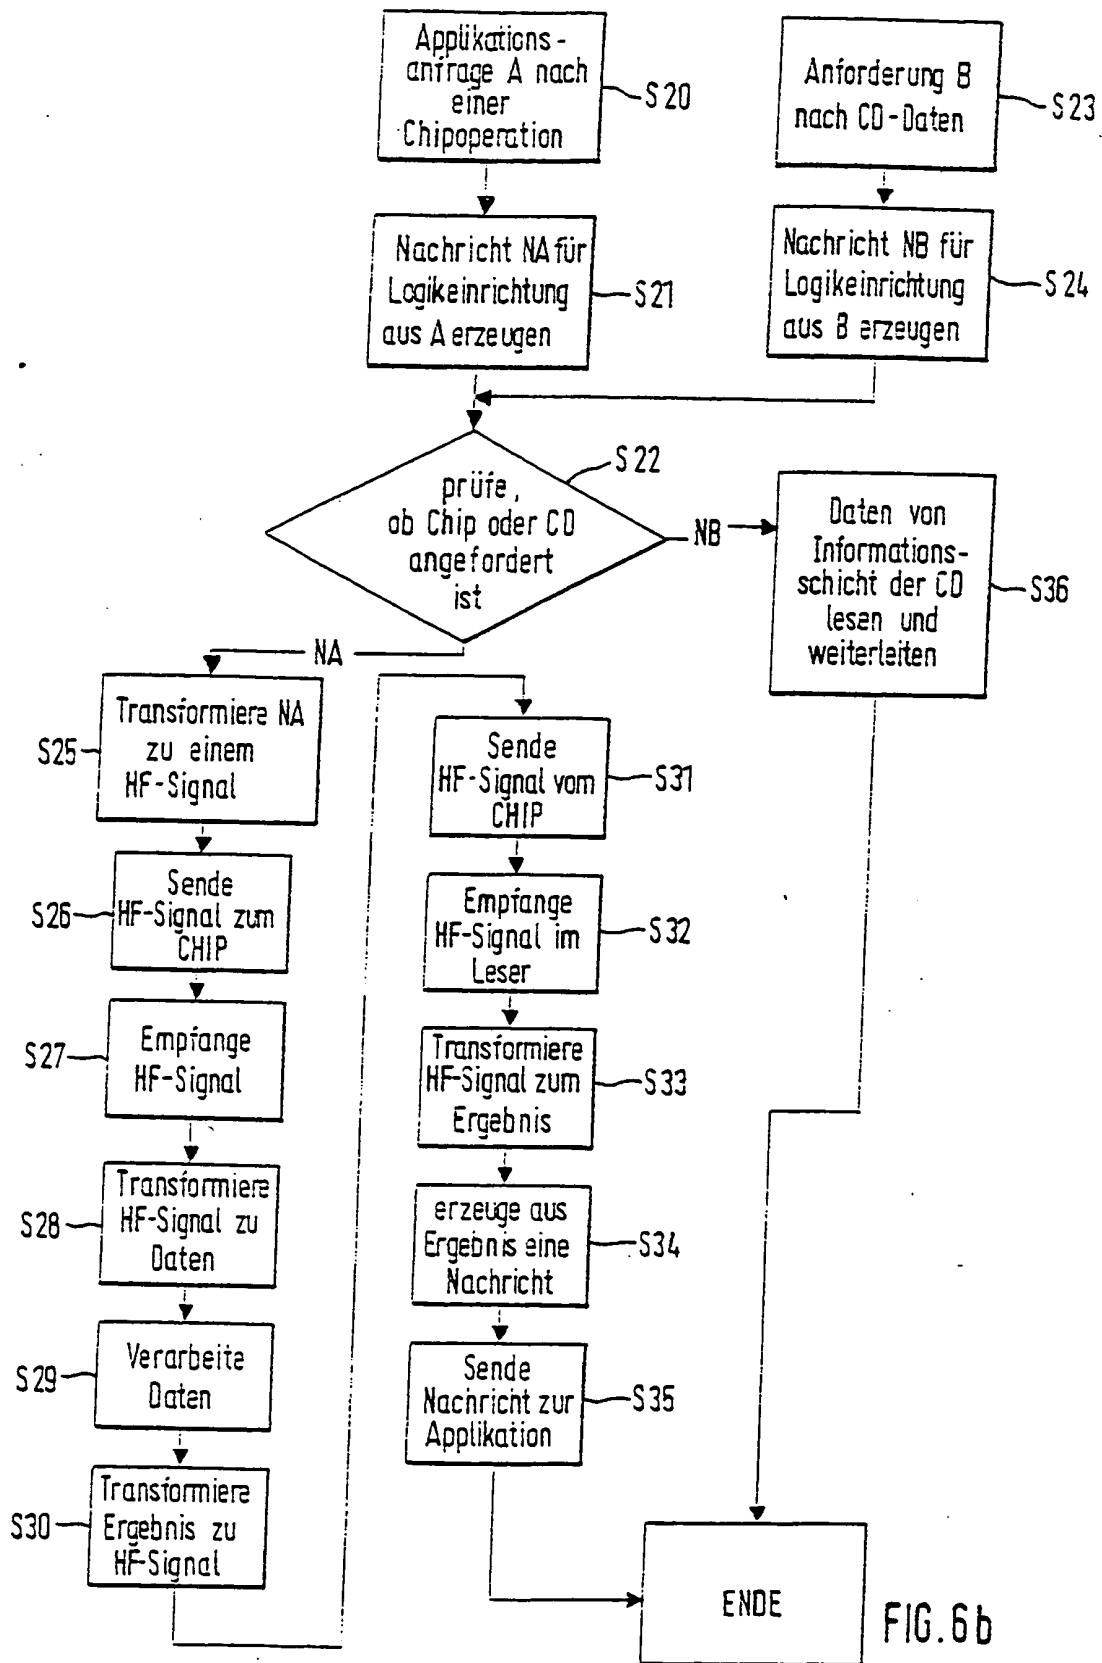 Applikations-
anfrage A nach
einer
Chipoperation
S20
Anforderung B
nach CD-Daten
S23
Nachricht NA für
Logikeinrichtung
aus A erzeugen
S21
Nachricht NB für
Logikeinrichtung
aus B erzeugen
S24
prüfe,
ob Chip oder CD
angefordert
ist
S22
NB
Daten von
Informations-
schicht der CD
lesen und
weiterleiten
S36
NA
Transformiere NA
zu einem
HF-Signal
S25
Sende
HF-Signal zum
CHIP
S26
Empfange
HF-Signal
S27
Transformiere
HF-Signal zu
Daten
S28
Verarbeite
Daten
S29
Transformiere
Ergebnis zu
HF-Signal
S30
Sende
HF-Signal vom
CHIP
S31
Empfange
HF-Signal im
Leser
S32
Transformiere
HF-Signal zum
Ergebnis
S33
erzeuge aus
Ergebnis eine
Nachricht
S34
Sende
Nachricht zur
Applikation
S35
ENDE
FIG.6b